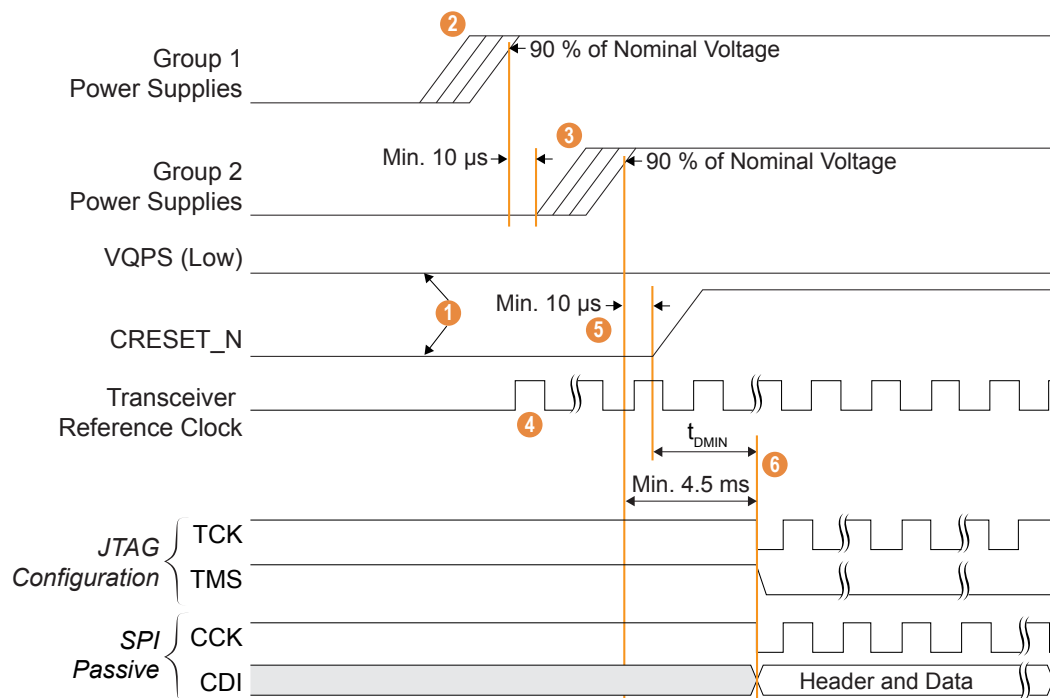 2
Group 1
Power Supplies
90 % of Nominal Voltage
3
Min. 10 µs
Group 2
Power Supplies
90 % of Nominal Voltage
VQPS (Low)
1
Min. 10 µs
5
CRESET_N
Transceiver
Reference Clock
4
tDMIN
6
Min. 4.5 ms
JTAG
Configuration
TCK
TMS
SPI
Passive
CCK
CDI
Header and Data